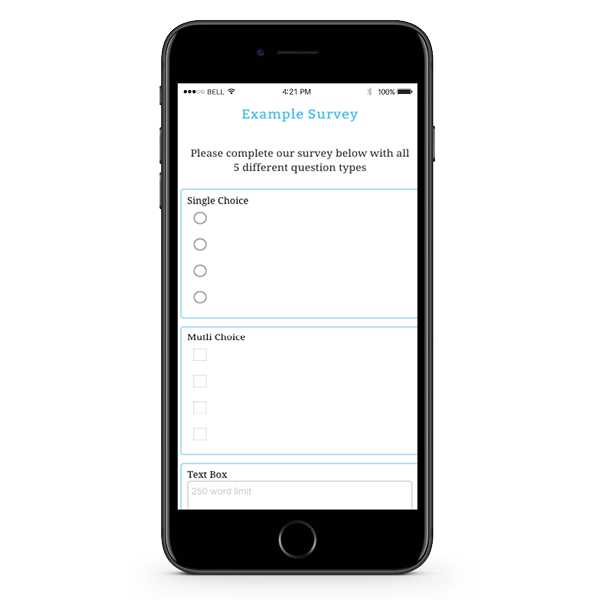 BELL 4:21 PM 100%
Example Survey
Please complete our survey below with all
5 different question types
Single Choice
Mutli Choice
Text Box
250 word limit